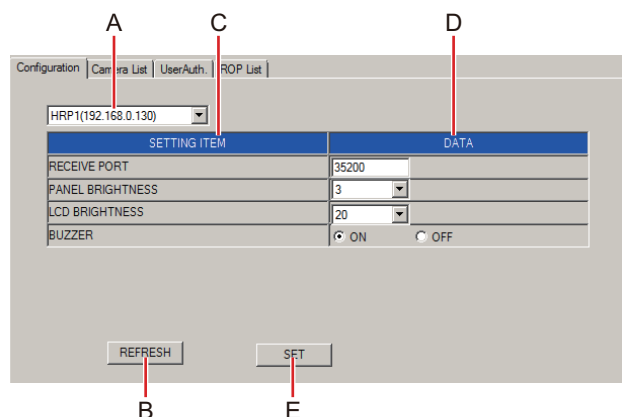 A C D
Configuration Camera List UserAuth. ROP List
HRP1(192.168.0.130)
SETTING ITEM DATA
RECEIVE PORT 35200
PANEL BRIGHTNESS 3
LCD BRIGHTNESS 20
BUZZER ON OFF
REFRESH SET
B E